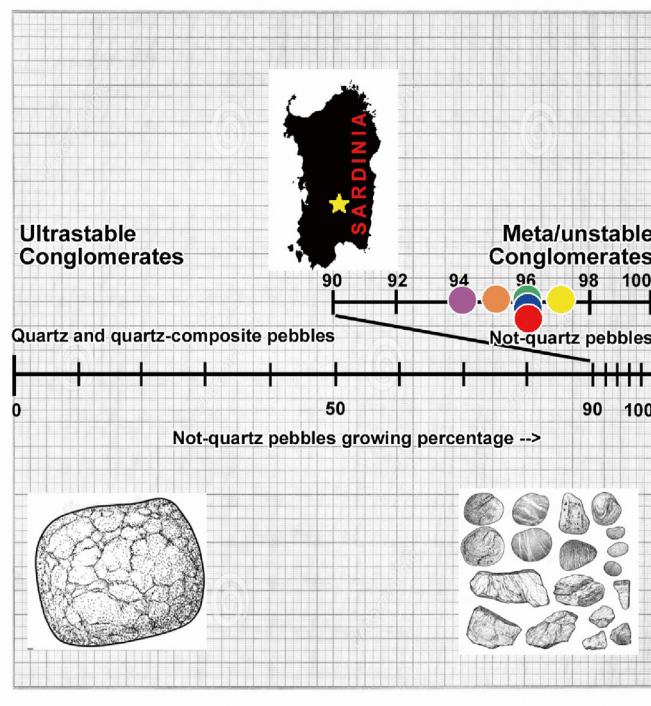 SARDINIA
Ultrastable
Conglomerates
Meta/unstable
Conglomerates
90 92 94 96 98 100
Quartz and quartz-composite pebbles
Not-quartz pebbles
0 50 90 100
Not-quartz pebbles growing percentage -->